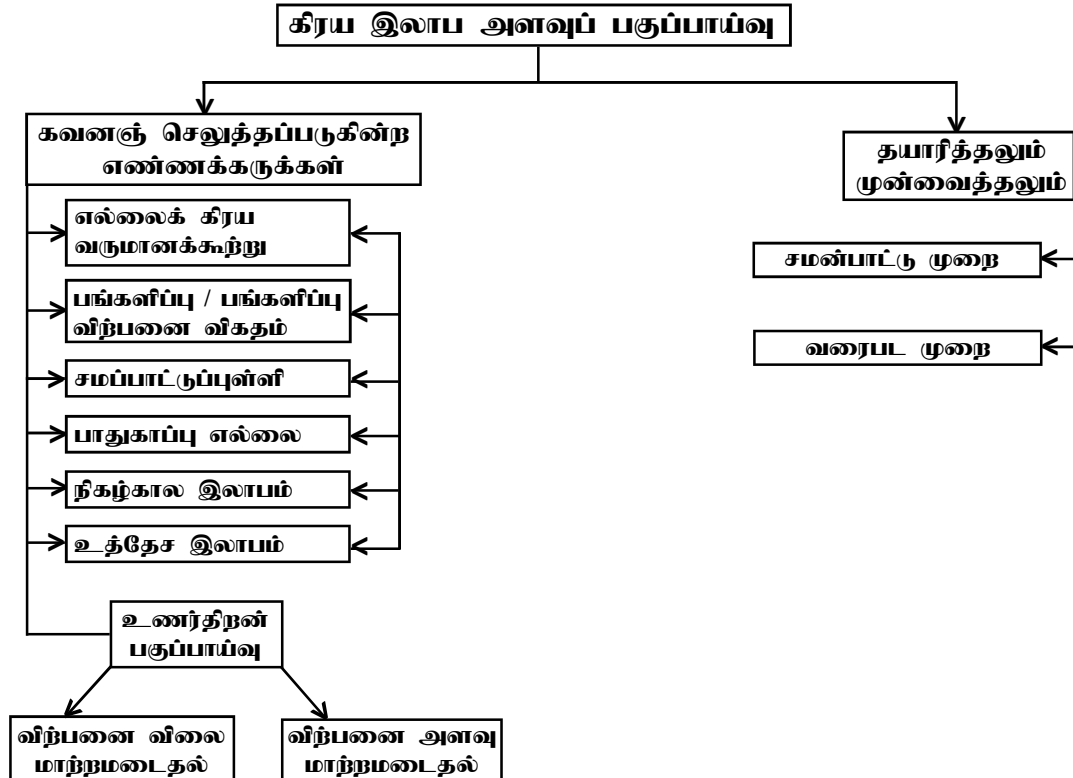 கிரய இலாப அளவுப் பகுப்பாய்வு
கவனஞ் செலுத்தப்படுகின்ற
எண்ணக்கருக்கள்
எல்லைக் கிரய
வருமானக்கூற்று
பங்களிப்பு / பங்களிப்பு
விற்பனை விகதம்
சமப்பாட்டுப்புள்ளி
பாதுகாப்பு எல்லை
நிகழ்கால இலாபம்
உத்தேச இலாபம்
உணர்திறன்
பகுப்பாய்வு
விற்பனை விலை
மாற்றமடைதல்
விற்பனை அளவு
மாற்றமடைதல்
தயாரித்தலும்
முன்வைத்தலும்
சமன்பாட்டு முறை
வரைபட முறை